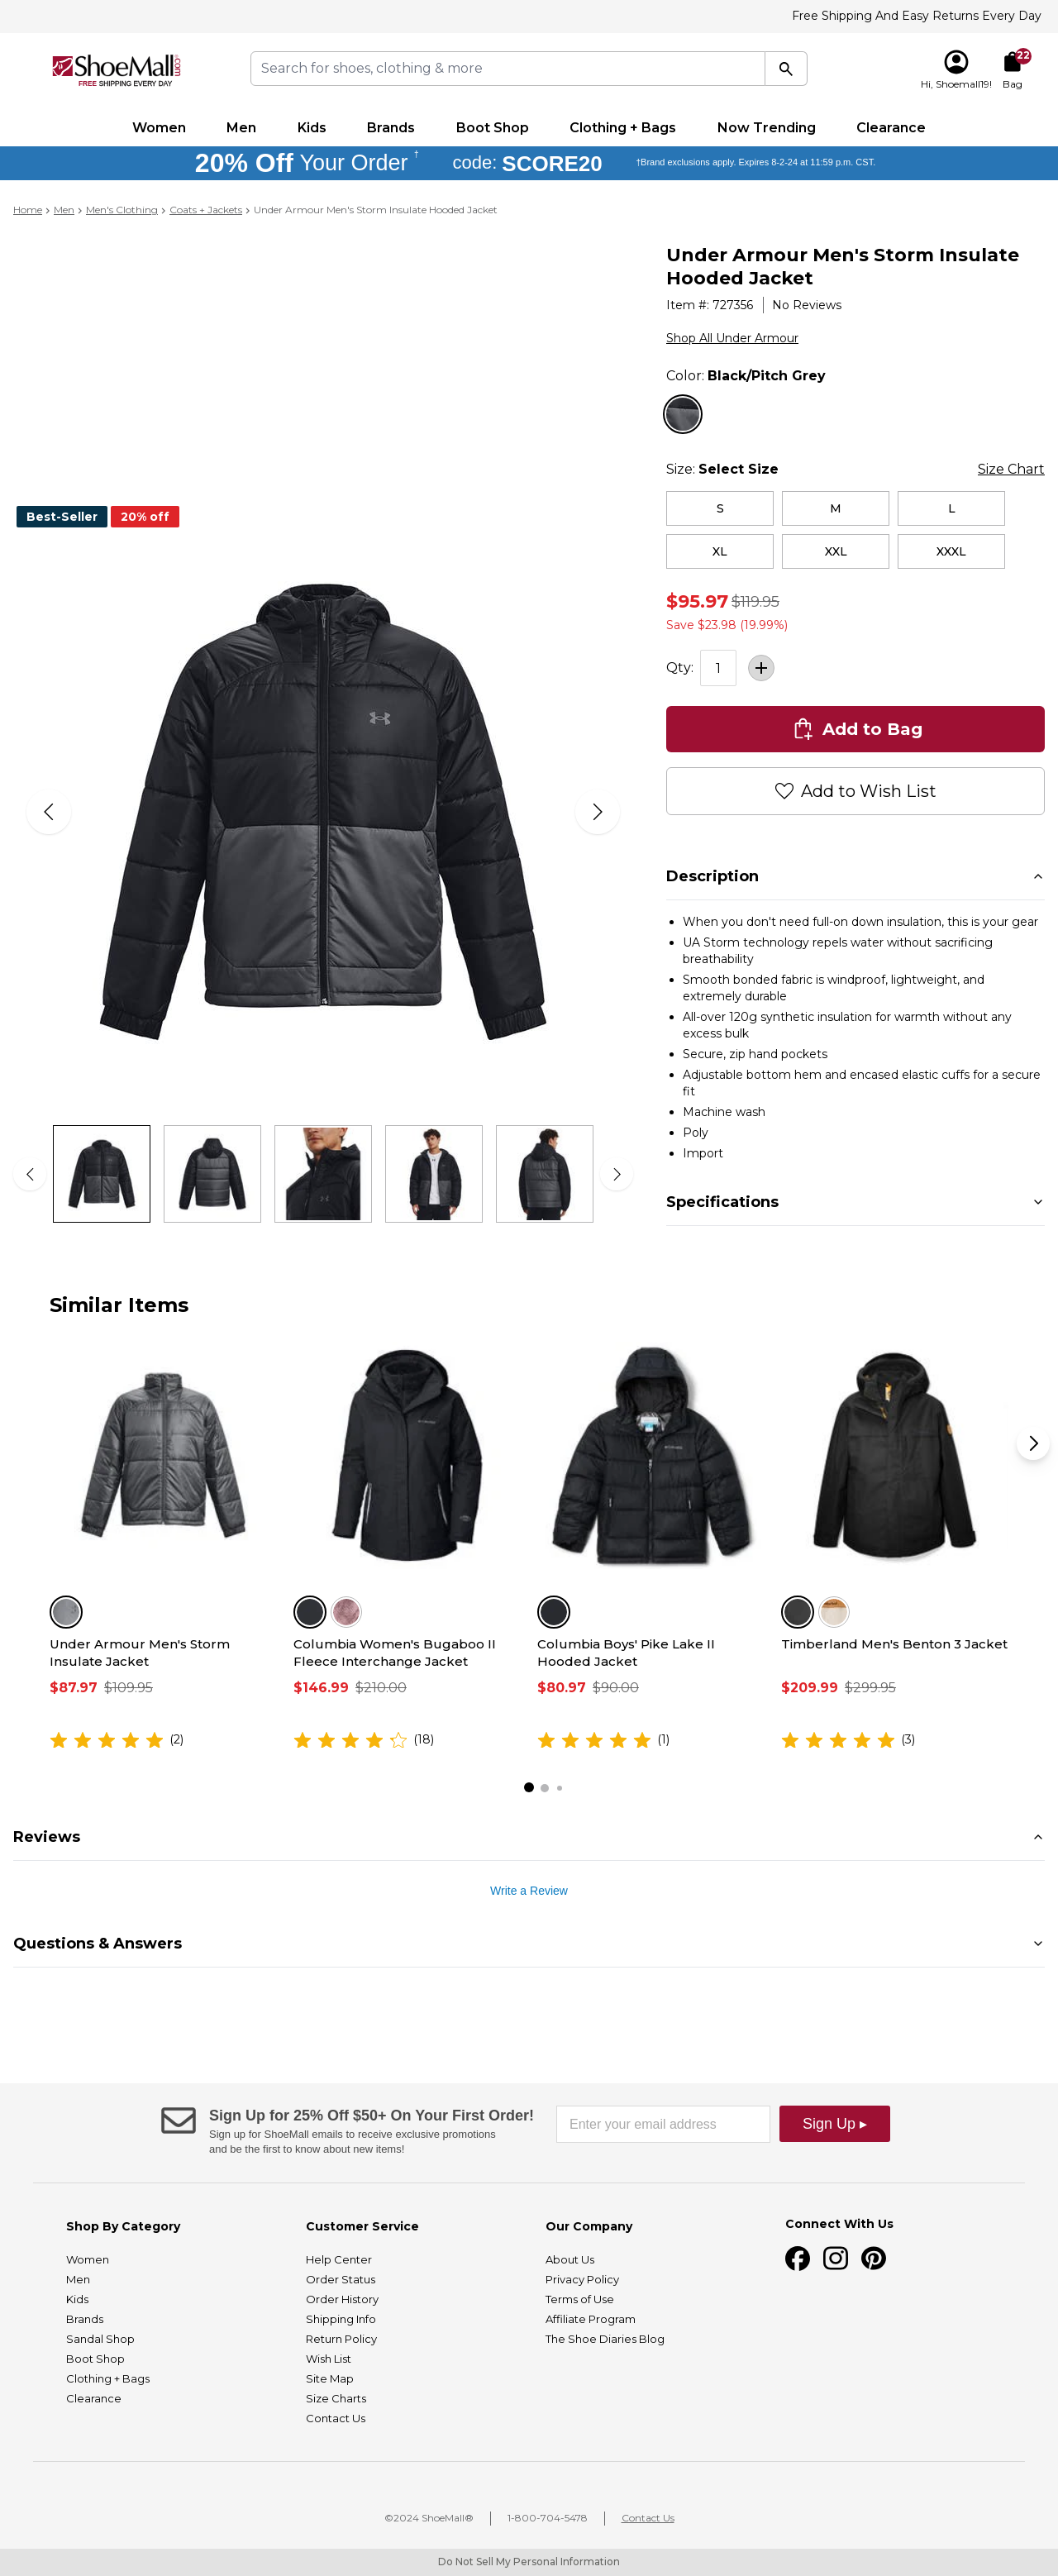 Free Shipping And Easy Returns Every Day
ShoeMall.com
FREE SHIPPING EVERY DAY
Search for shoes, clothing & more
Hi, Shoemall19!
22
Bag
Women
Men
Kids
Brands
Boot Shop
Clothing + Bags
Now Trending
Clearance
20% Off Your Order † code: SCORE20 †Brand exclusions apply. Expires 8-2-24 at 11:59 p.m. CST.
Home > Men > Men's Clothing > Coats + Jackets > Under Armour Men's Storm Insulate Hooded Jacket
Best-Seller
20% off
Under Armour Men's Storm Insulate
Hooded Jacket
Item #: 727356 | No Reviews
Shop All Under Armour
Color: Black/Pitch Grey
Size: Select Size
Size Chart
S
M
L
XL
XXL
XXXL
$95.97 $119.95
Save $23.98 (19.99%)
Qty: 1
Add to Bag
Add to Wish List
Description
When you don't need full-on down insulation, this is your gear
UA Storm technology repels water without sacrificing
breathability
Smooth bonded fabric is windproof, lightweight, and
extremely durable
All-over 120g synthetic insulation for warmth without any
excess bulk
Secure, zip hand pockets
Adjustable bottom hem and encased elastic cuffs for a secure
fit
Machine wash
Poly
Import
Specifications
Similar Items
Under Armour Men's Storm
Insulate Jacket
$87.97 $109.95
(2)
Columbia Women's Bugaboo II
Fleece Interchange Jacket
$146.99 $210.00
(18)
Columbia Boys' Pike Lake II
Hooded Jacket
$80.97 $90.00
(1)
Timberland Men's Benton 3 Jacket
$209.99 $299.95
(3)
Reviews
Write a Review
Questions & Answers
Sign Up for 25% Off $50+ On Your First Order!
Sign up for ShoeMall emails to receive exclusive promotions
and be the first to know about new items!
Enter your email address
Sign Up ▸
Shop By Category
Women
Men
Kids
Brands
Sandal Shop
Boot Shop
Clothing + Bags
Clearance
Customer Service
Help Center
Order Status
Order History
Shipping Info
Return Policy
Wish List
Site Map
Size Charts
Contact Us
Our Company
About Us
Privacy Policy
Terms of Use
Affiliate Program
The Shoe Diaries Blog
Connect With Us
©2024 ShoeMall® | 1-800-704-5478 | Contact Us
Do Not Sell My Personal Information